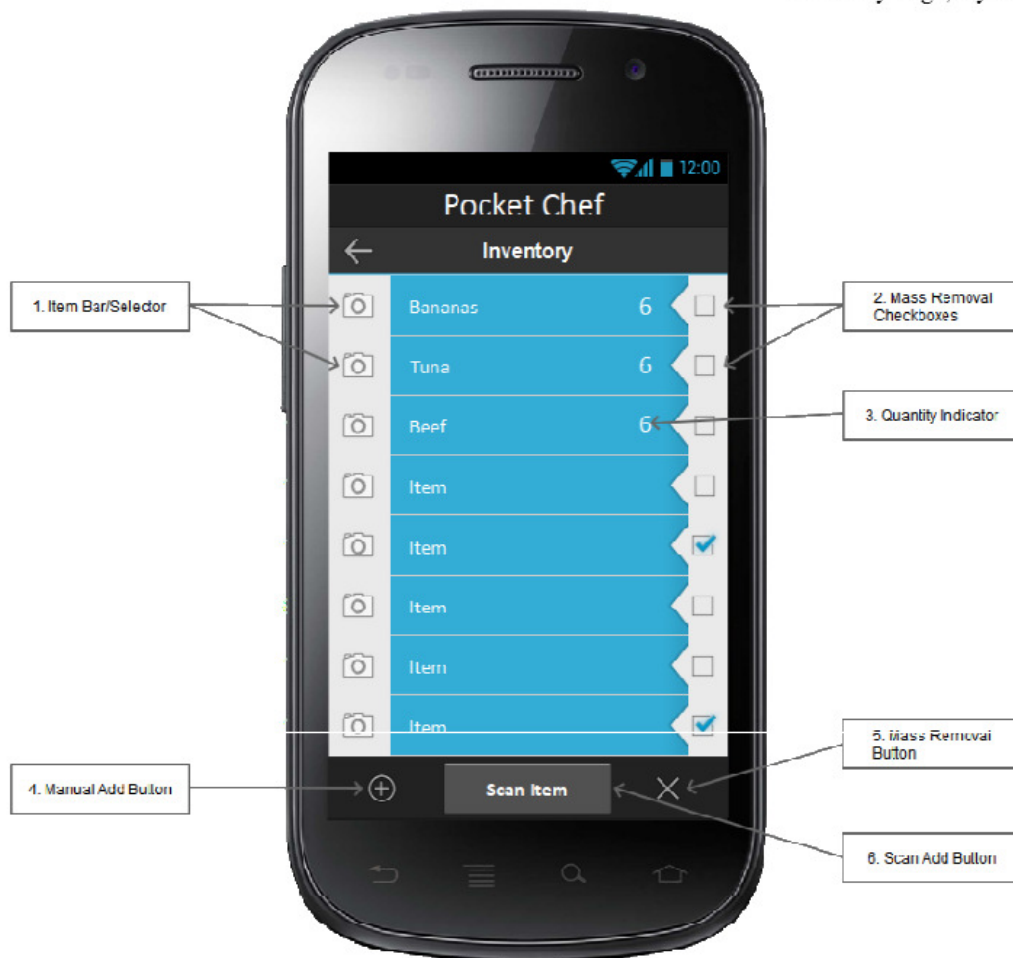 12:00
Pocket Chef
Inventory
1. Item Bar/Selector
Bananas 6
2. Mass Removal
Checkboxes
Tuna 6
3. Quantity Indicator
Beef 6
Item
Item
Item
Item
Item
5. Mass Removal
Button
4. Manual Add Button
Scan Item
6. Scan Add Button